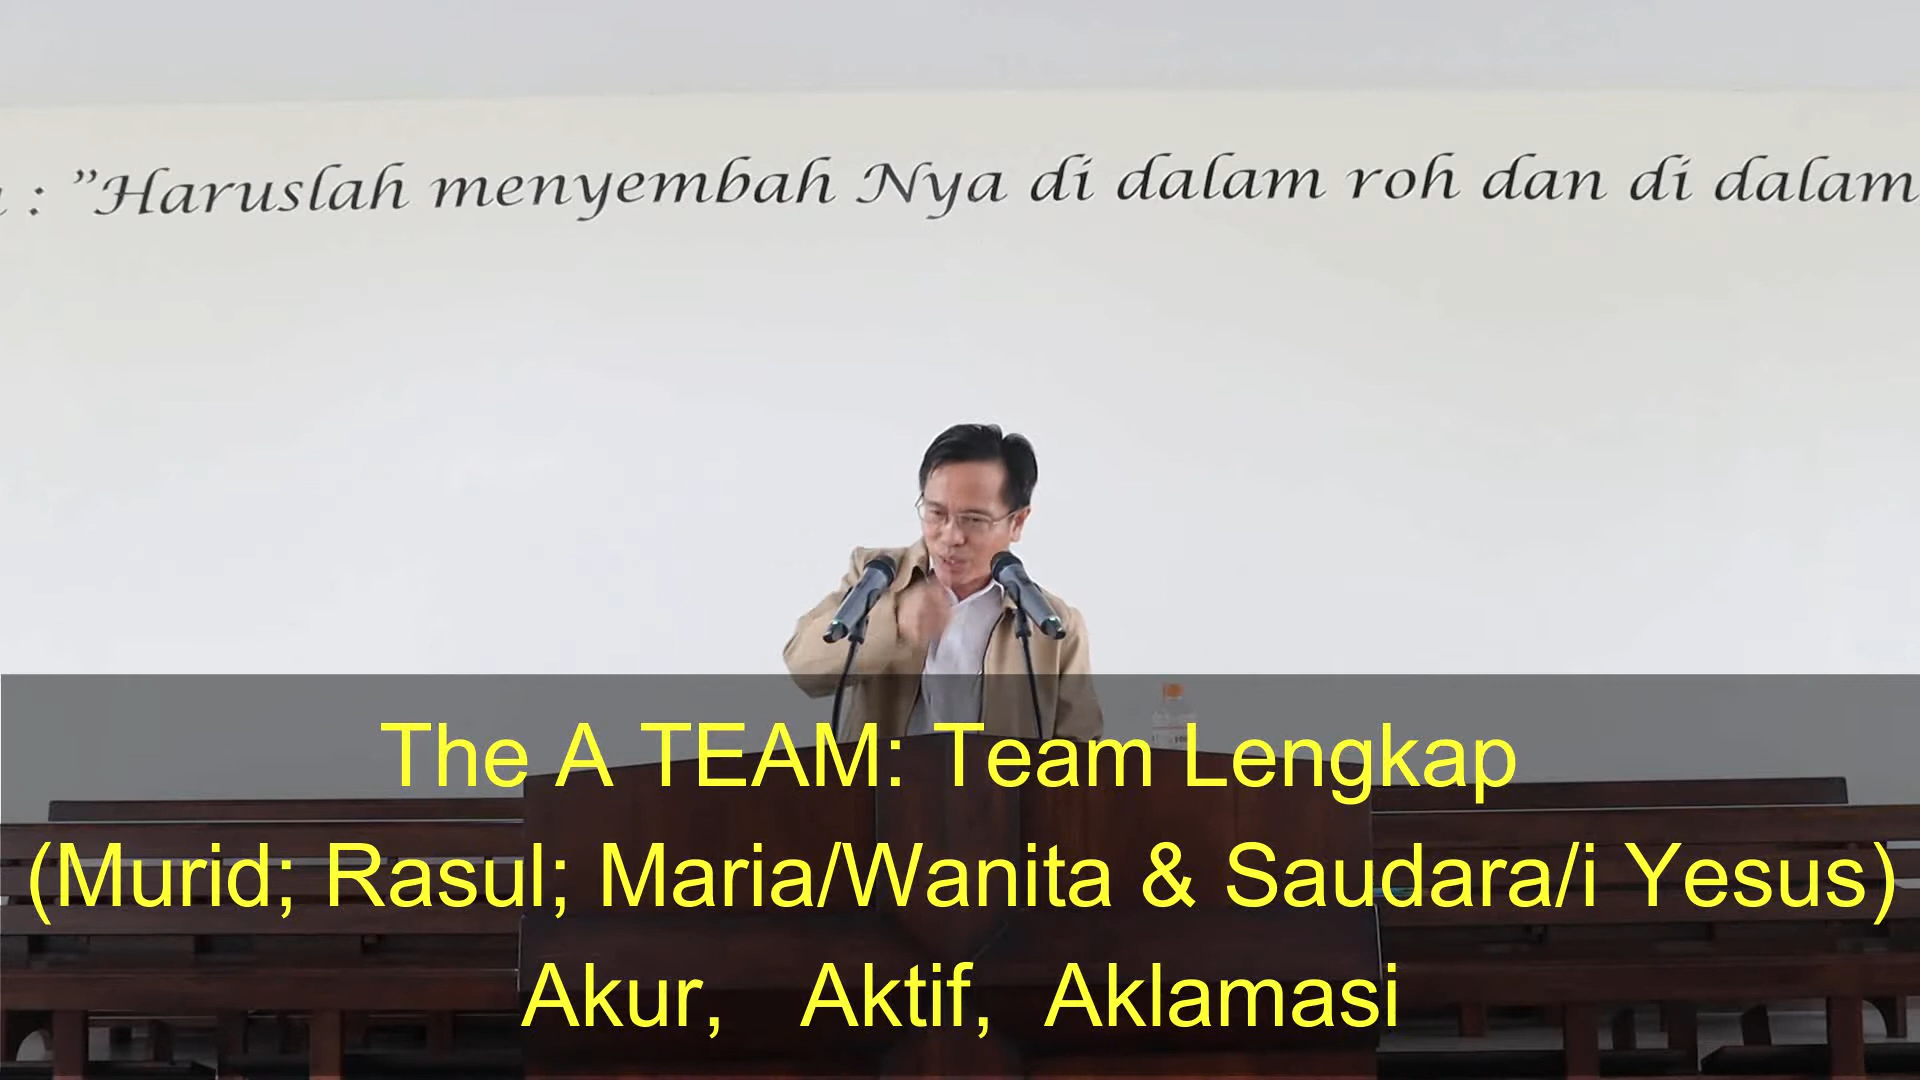 : "Haruslah menyembah Nya di dalam roh dan di dalam
The A TEAM: Team Lengkap
(Murid; Rasul; Maria/Wanita & Saudara/i Yesus)
Akur, Aktif, Aklamasi